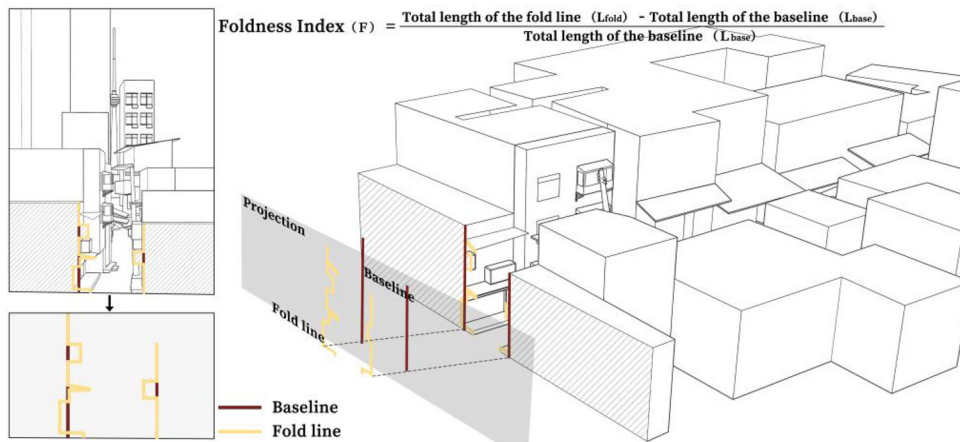 Foldness Index (F) = Total length of the fold line (Lfold) - Total length of the baseline (Lbase)
Total length of the baseline (Lbase)
Projection
Baseline
Fold line
Baseline
Fold line